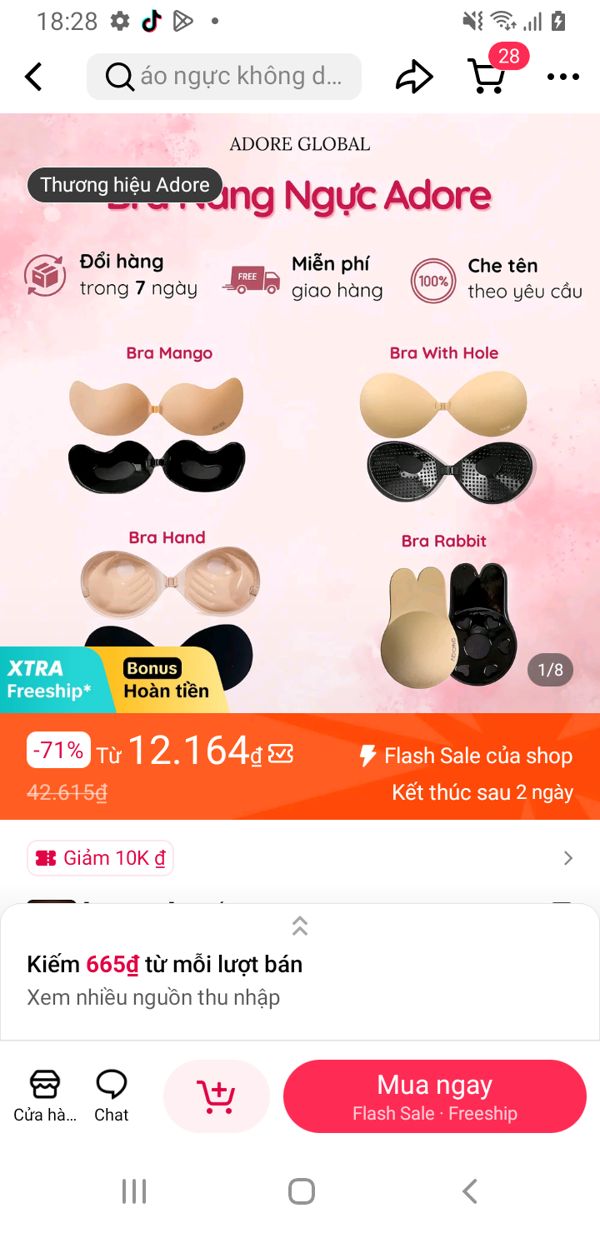 18:28
áo ngực không d...
28
ADORE GLOBAL
Thương hiệu Adore
Ngực Adore
Đổi hàng
trong 7 ngày
FREE
Miễn phí
giao hàng
100%
Che tên
theo yêu cầu
Bra Mango
Bra With Hole
Bra Hand
Bra Rabbit
XTRA
Freeship*
Bonus
Hoàn tiền
1/8
-71% Từ 12.164₫
42.615₫
Flash Sale của shop
Kết thúc sau 2 ngày
Giảm 10K ₫
Kiếm 665₫ từ mỗi lượt bán
Xem nhiều nguồn thu nhập
Cửa hà...
Chat
Mua ngay
Flash Sale · Freeship